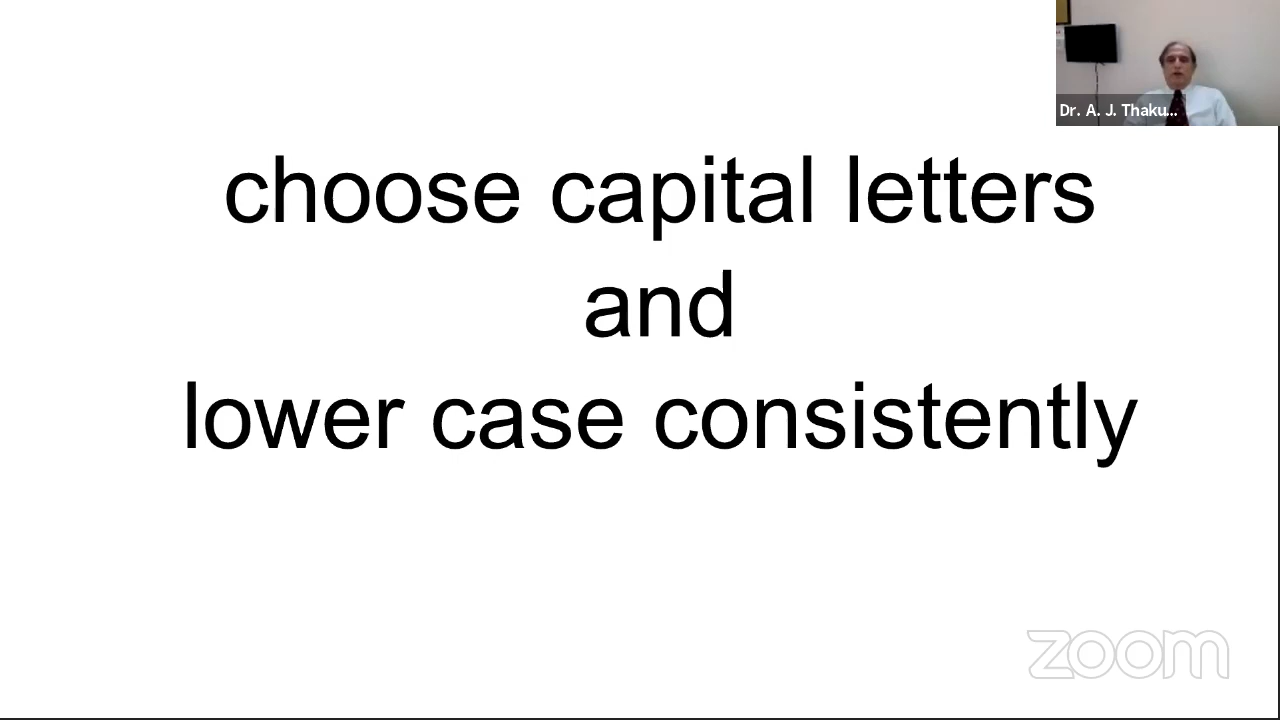 Dr. A. J. Thaku...
choose capital letters
and
lower case consistently
zoom